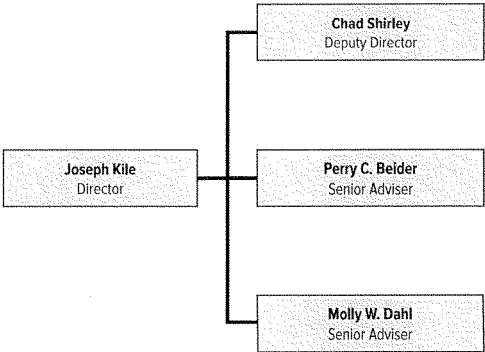 Chad Shirley
Deputy Director
Joseph Kile
Director
Perry C. Beider
Senior Adviser
Molly W. Dahl
Senior Adviser